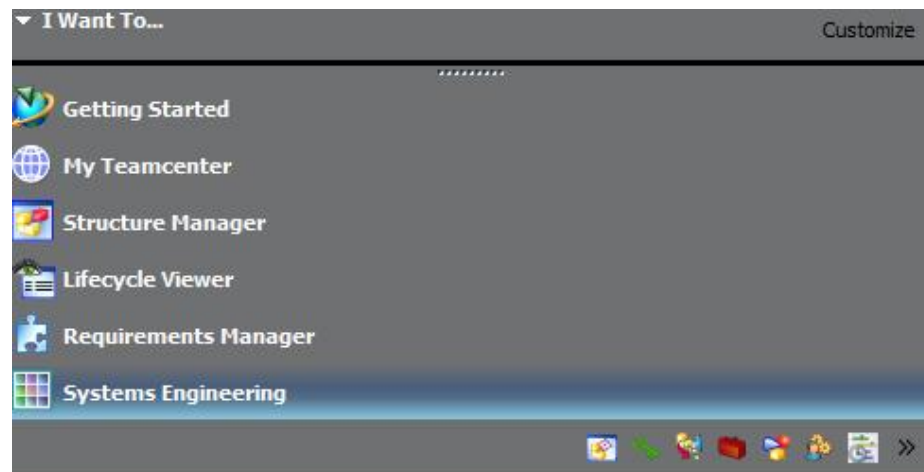 I Want To...
Customize
Getting Started
My Teamcenter
Structure Manager
Lifecycle Viewer
Requirements Manager
Systems Engineering